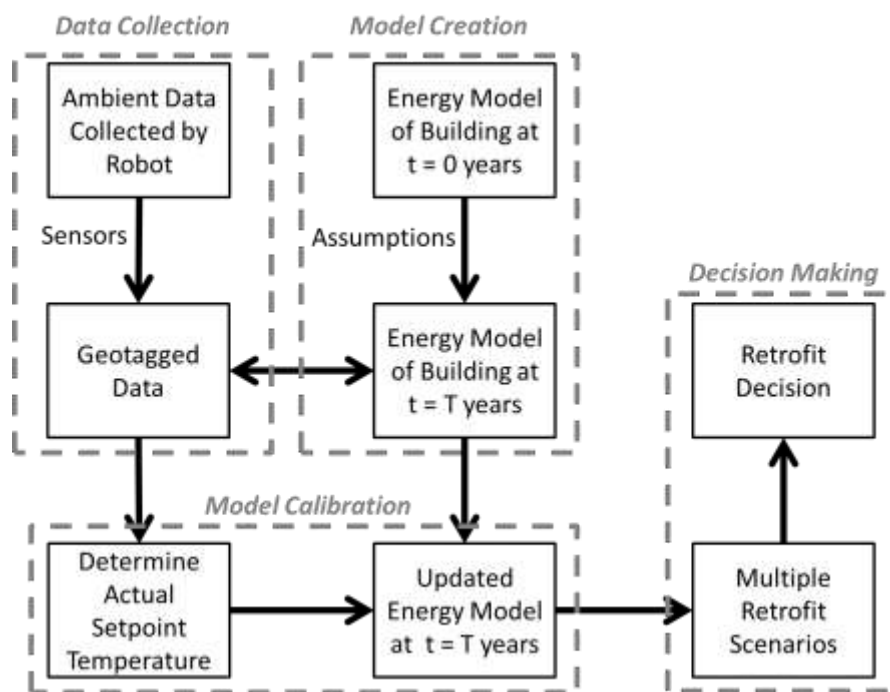 Data Collection
Ambient Data
Collected by
Robot
Sensors
Geotagged
Data
Model Creation
Energy Model
of Building at
t = 0 years
Assumptions
Energy Model
of Building at
t = T years
Model Calibration
Determine
Actual
Setpoint
Temperature
Updated
Energy Model
at t = T years
Decision Making
Retrofit
Decision
Multiple
Retrofit
Scenarios